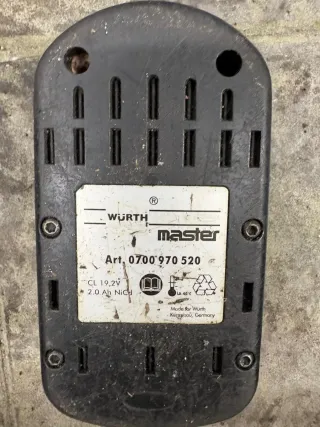 ®
WÜRTH
master
Art. 0700 970 520
CL 19,2V
2.0 Ah NiCd
Made for Würth
Künzelsau, Germany